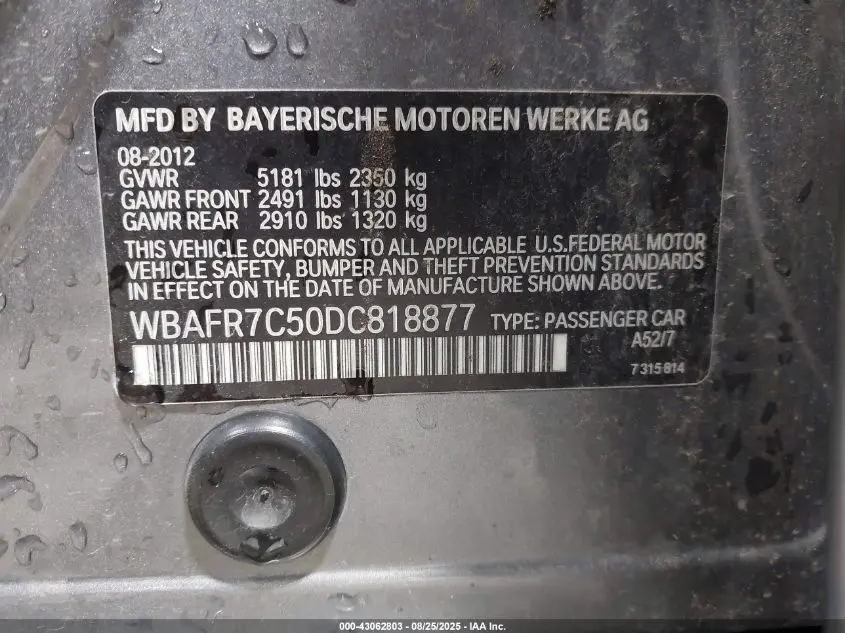 MFD BY BAYERISCHE MOTOREN WERKE AG
08-2012
GVWR 5181 lbs 2350 kg
GAWR FRONT 2491 lbs 1130 kg
GAWR REAR 2910 lbs 1320 kg
THIS VEHICLE CONFORMS TO ALL APPLICABLE U.S.FEDERAL MOTOR
VEHICLE SAFETY, BUMPER AND THEFT PREVENTION STANDARDS
IN EFFECT ON THE DATE OF MANUFACTURE SHOWN ABOVE.
WBAFR7C50DC818877 TYPE: PASSENGER CAR
A52/7
7 315 814
000-43062803 - 08/25/2025 - IAA Inc.